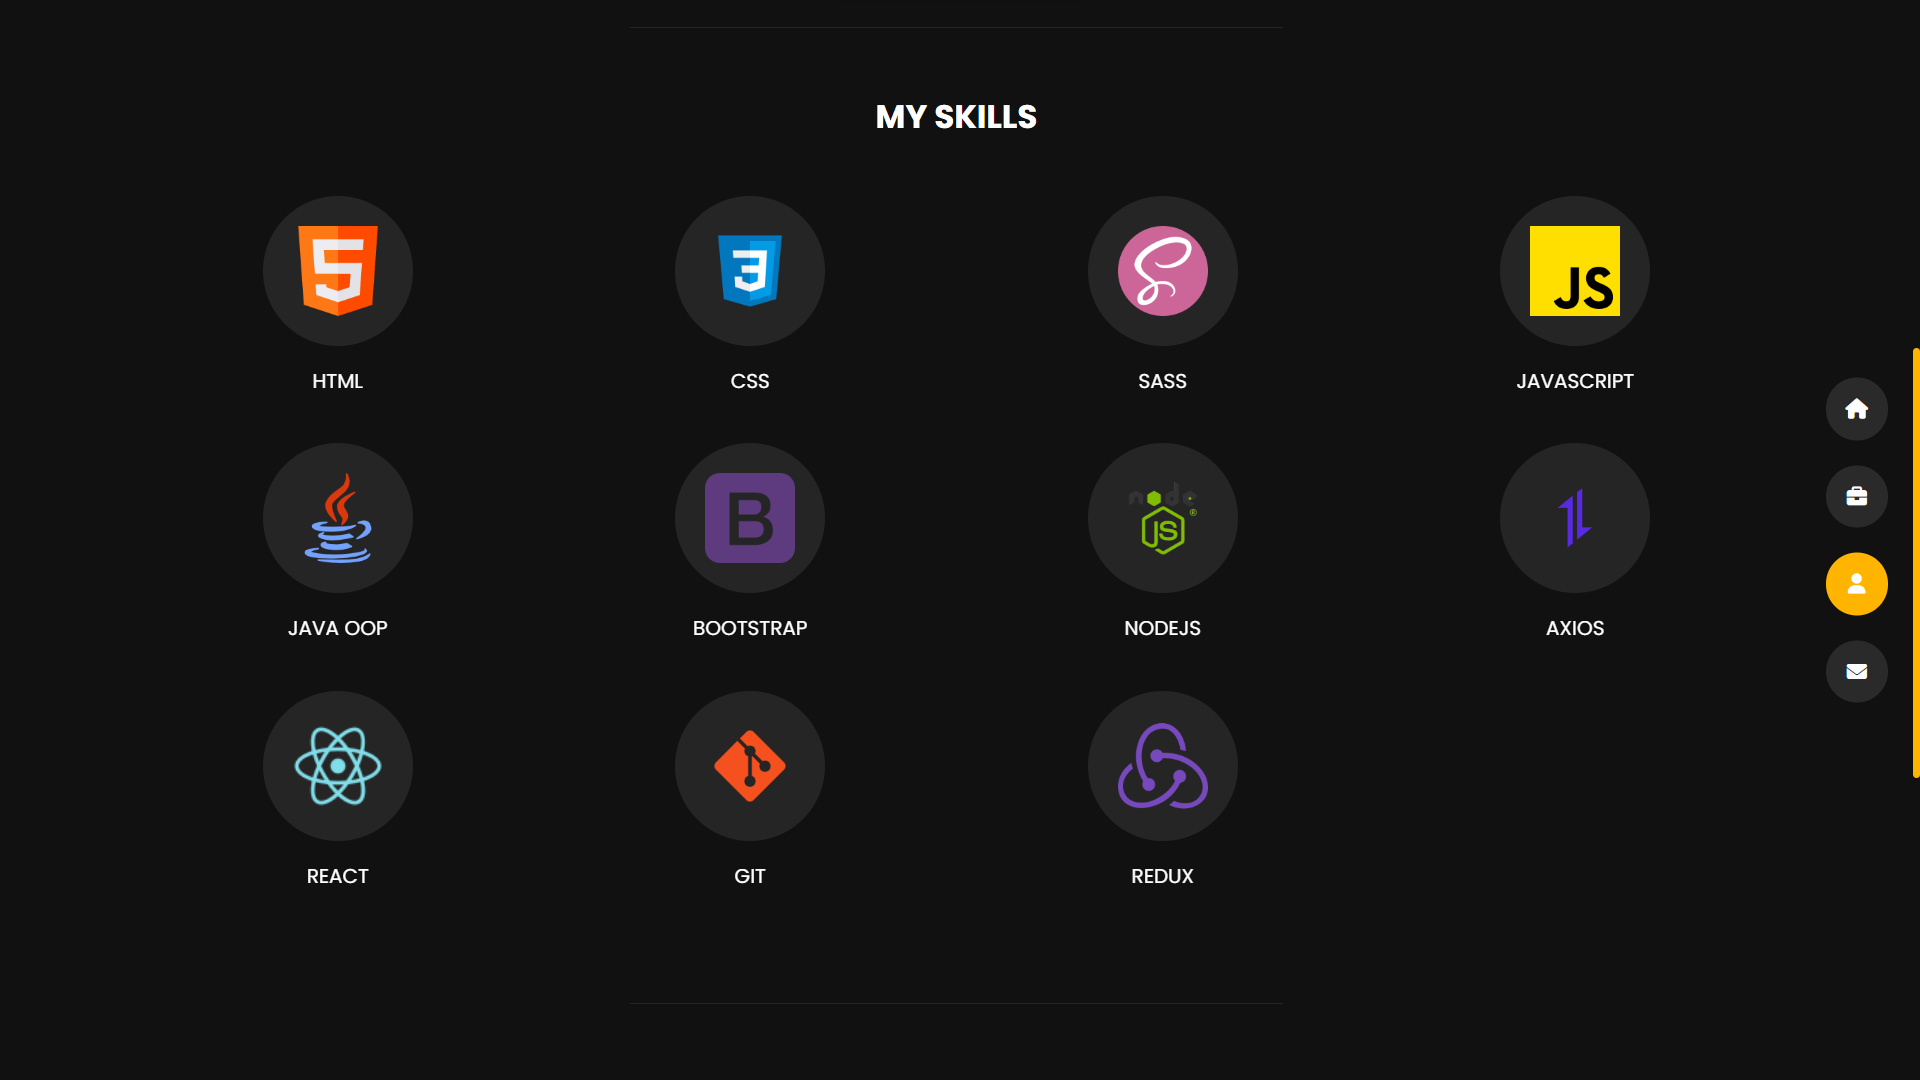 MY SKILLS
5
3
JS
HTML
CSS
SASS
JAVASCRIPT
B
node
JS
®
JAVA OOP
BOOTSTRAP
NODEJS
AXIOS
REACT
GIT
REDUX